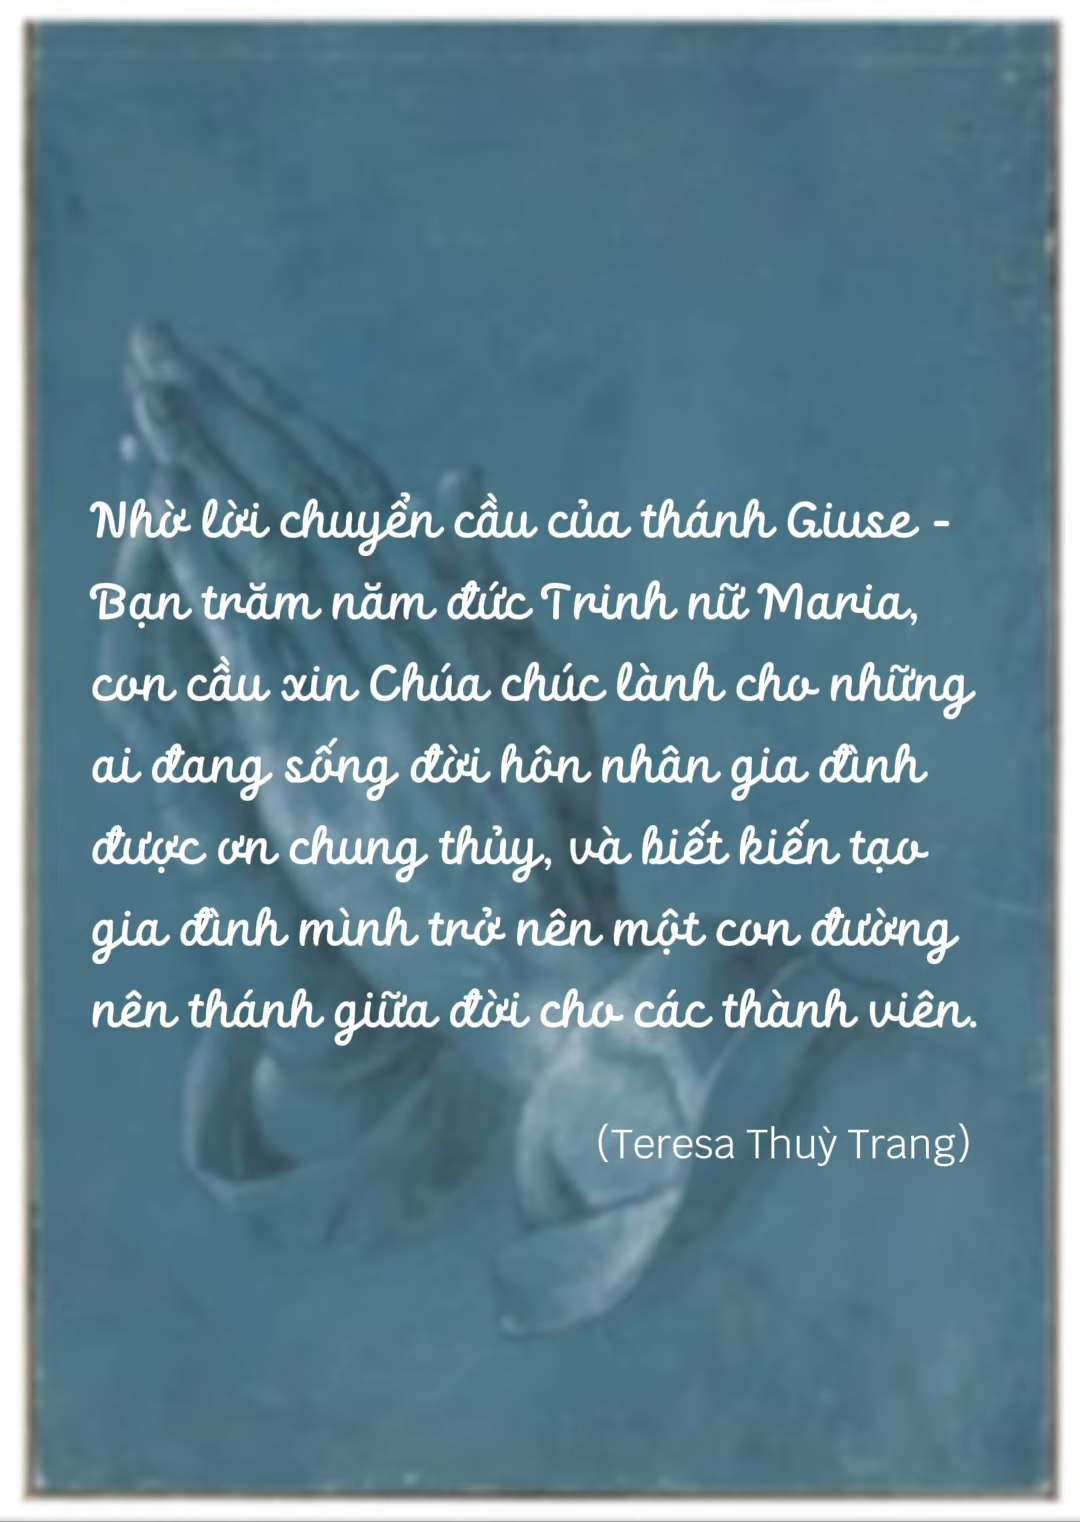 Nhờ lời chuyển cầu của thánh Giuse -
Bạn trăm năm đức Trinh nữ Maria,
con cầu xin Chúa chúc lành cho những
ai đang sống đời hôn nhân gia đình
được ơn chung thủy, và biết kiến tạo
gia đình mình trở nên một con đường
nên thánh giữa đời cho các thành viên.
(Teresa Thuỳ Trang)